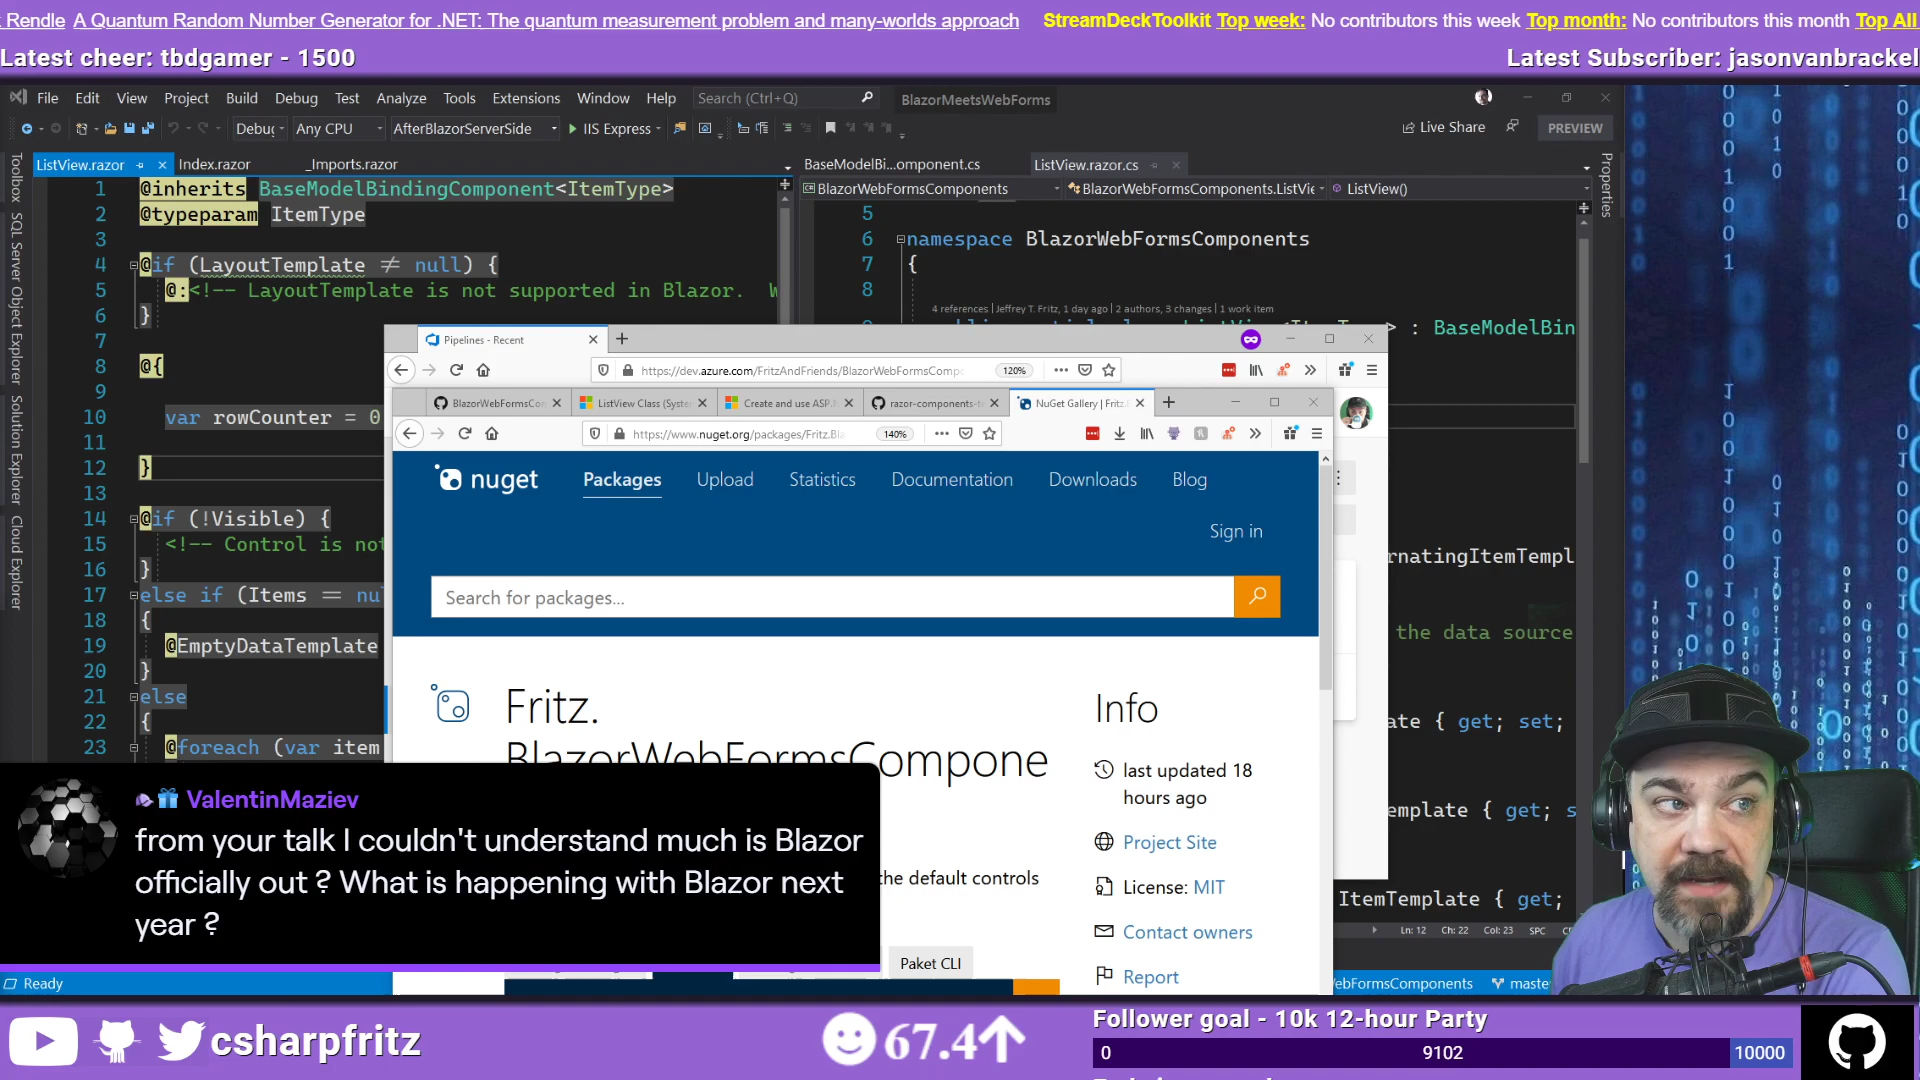 Rendle A Quantum Random Number Generator for .NET: The quantum measurement problem and many-worlds approach StreamDeckToolkit Top week: No contributors this week Top month: No contributors this month Top All
Latest cheer: tbdgamer - 1500
Latest Subscriber: jasonvanbrackel
File Edit View Project Build Debug Test Analyze Tools Extensions Window Help Search (Ctrl+Q) BlazorMeetsWebForms
Any CPU AfterBlazorServerSide IIS Express Live Share PREVIEW
ListView.razor Index.razor _Imports.razor
BaseModelBi...omponent.cs ListView.razor.cs
BlazorWebFormsComponents BlazorWebFormsComponents.ListVie ListView()
Toolbox
SQL Server Object Explorer
Solution Explorer
Cloud Explorer
Properties
1 @inherits BaseModelBindingComponent<ItemType>
2 @typeparam ItemType
3
4 @if (LayoutTemplate ≠ null) {
5 @:<!-- LayoutTemplate is not supported in Blazor. W
6 }
7
8 @{
9
10 var rowCounter = 0
11
12 }
13
14 @if (!Visible) {
15 <!-- Control is not
16 }
17 else if (Items == nu
18 {
19 @EmptyDataTemplate
20 }
21 else
22 {
23 @foreach (var item
5
6 namespace BlazorWebFormsComponents
7 {
8
4 references | Jeffrey T. Fritz, 1 day ago | 2 authors, 3 changes | 1 work item
> : BaseModelBin
rnatingItemTempl
the data source
ate { get; set;
emplate { get; s
ItemTemplate { get;
Ln: 12 Ch: 22 Col: 23 SPC
Pipelines - Recent
https://dev.azure.com/FritzAndFriends/BlazorWebFormsComp 120%
BlazorWebFormsCo ListView Class (Syste Create and use ASP. razor-components-ta NuGet Gallery | Fritz.
https://www.nuget.org/packages/Fritz.Bla 140%
nuget Packages Upload Statistics Documentation Downloads Blog
Sign in
Search for packages...
Fritz.
BlazorWebFormsCompone
the default controls
Paket CLI
Info
last updated 18
hours ago
Project Site
License: MIT
Contact owners
Report
ValentinMaziev
from your talk I couldn't understand much is Blazor
officially out ? What is happening with Blazor next
year ?
Ready
ebFormsComponents maste
csharpfritz
67.4
Follower goal - 10k 12-hour Party
0 9102 10000